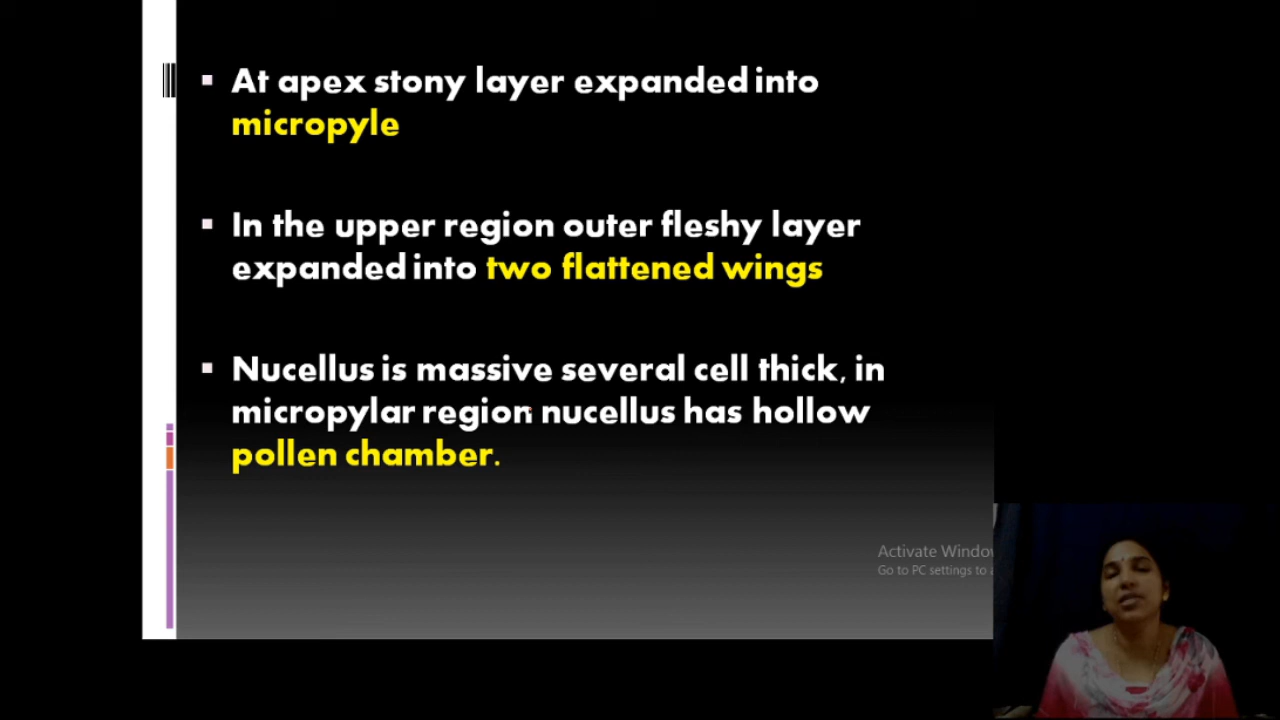 At apex stony layer expanded into
micropyle
In the upper region outer fleshy layer
expanded into two flattened wings
Nucellus is massive several cell thick, in
micropylar region nucellus has hollow
pollen chamber.
Activate Windo
Go to PC settings to